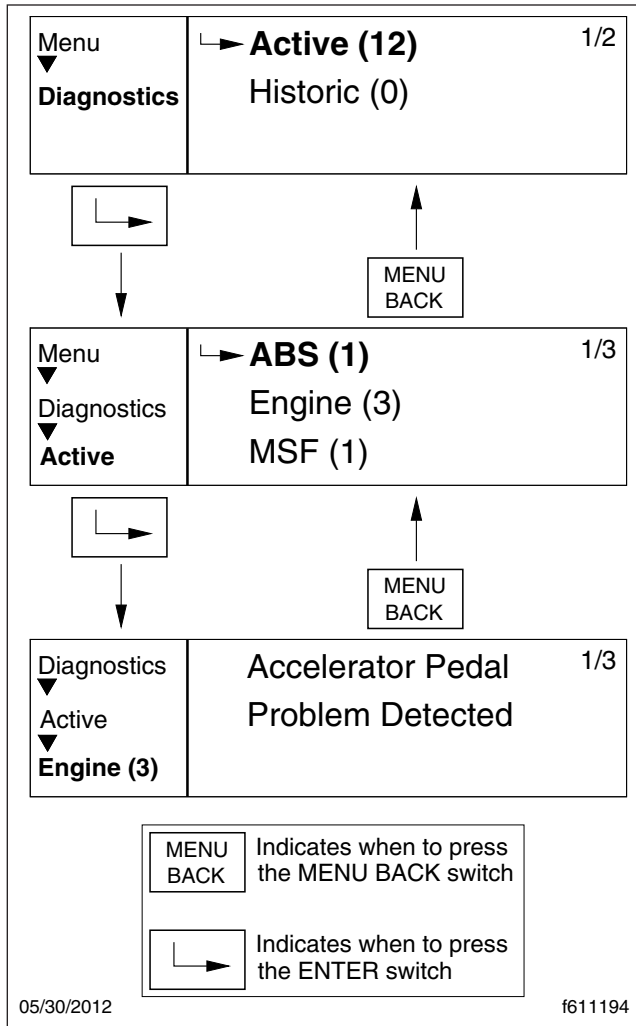 Menu
Diagnostics
Active (12)
Historic (0)
1/2
MENU
BACK
Menu
Diagnostics
Active
ABS (1)
Engine (3)
MSF (1)
1/3
MENU
BACK
Diagnostics
Active
Engine (3)
Accelerator Pedal
Problem Detected
1/3
MENU
BACK
Indicates when to press
the MENU BACK switch
Indicates when to press
the ENTER switch
05/30/2012
f611194